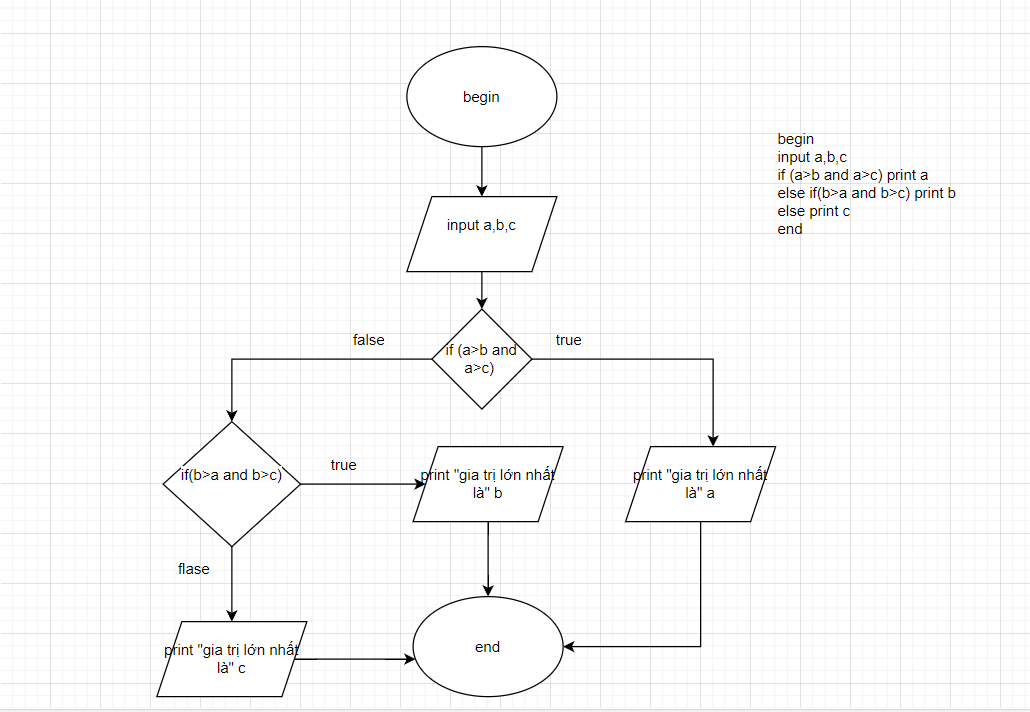 begin
input a,b,c
if (a>b and
a>c)
false
true
if(b>a and b>c)
true
print "gia trị lớn nhất
là" b
print "gia trị lớn nhất
là" a
flase
print "gia trị lớn nhất
là" c
end
begin
input a,b,c
if (a>b and a>c) print a
else if(b>a and b>c) print b
else print c
end